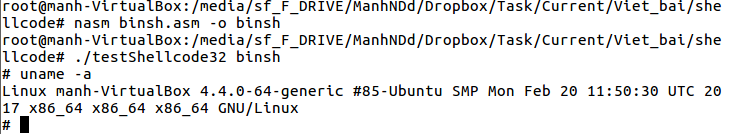 root@manh-VirtualBox:/media/sf_F_DRIVE/ManhNDd/Dropbox/Task/Current/Viet_bai/she
llcode# nasm binsh.asm -o binsh
root@manh-VirtualBox:/media/sf_F_DRIVE/ManhNDd/Dropbox/Task/Current/Viet_bai/she
llcode# ./testShellcode32 binsh
# uname -a
Linux manh-VirtualBox 4.4.0-64-generic #85-Ubuntu SMP Mon Feb 20 11:50:30 UTC 20
17 x86_64 x86_64 x86_64 GNU/Linux
#